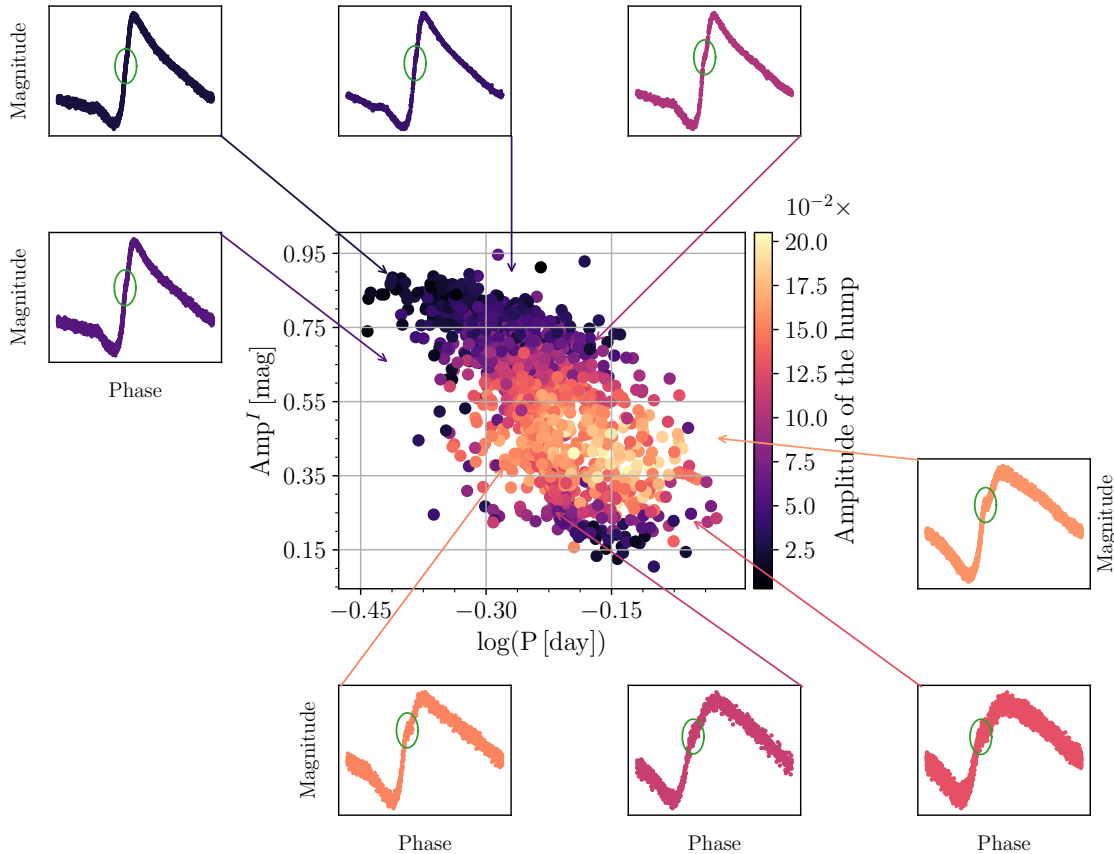 Magnitude
10⁻²×
Magnitude
Phase
Amp^I [mag]
0.95
0.75
0.55
0.35
0.15
−0.45
−0.30
−0.15
log(P [day])
20.0
17.5
15.0
12.5
10.0
7.5
5.0
2.5
Amplitude of the hump
Magnitude
Magnitude
Phase
Phase
Phase